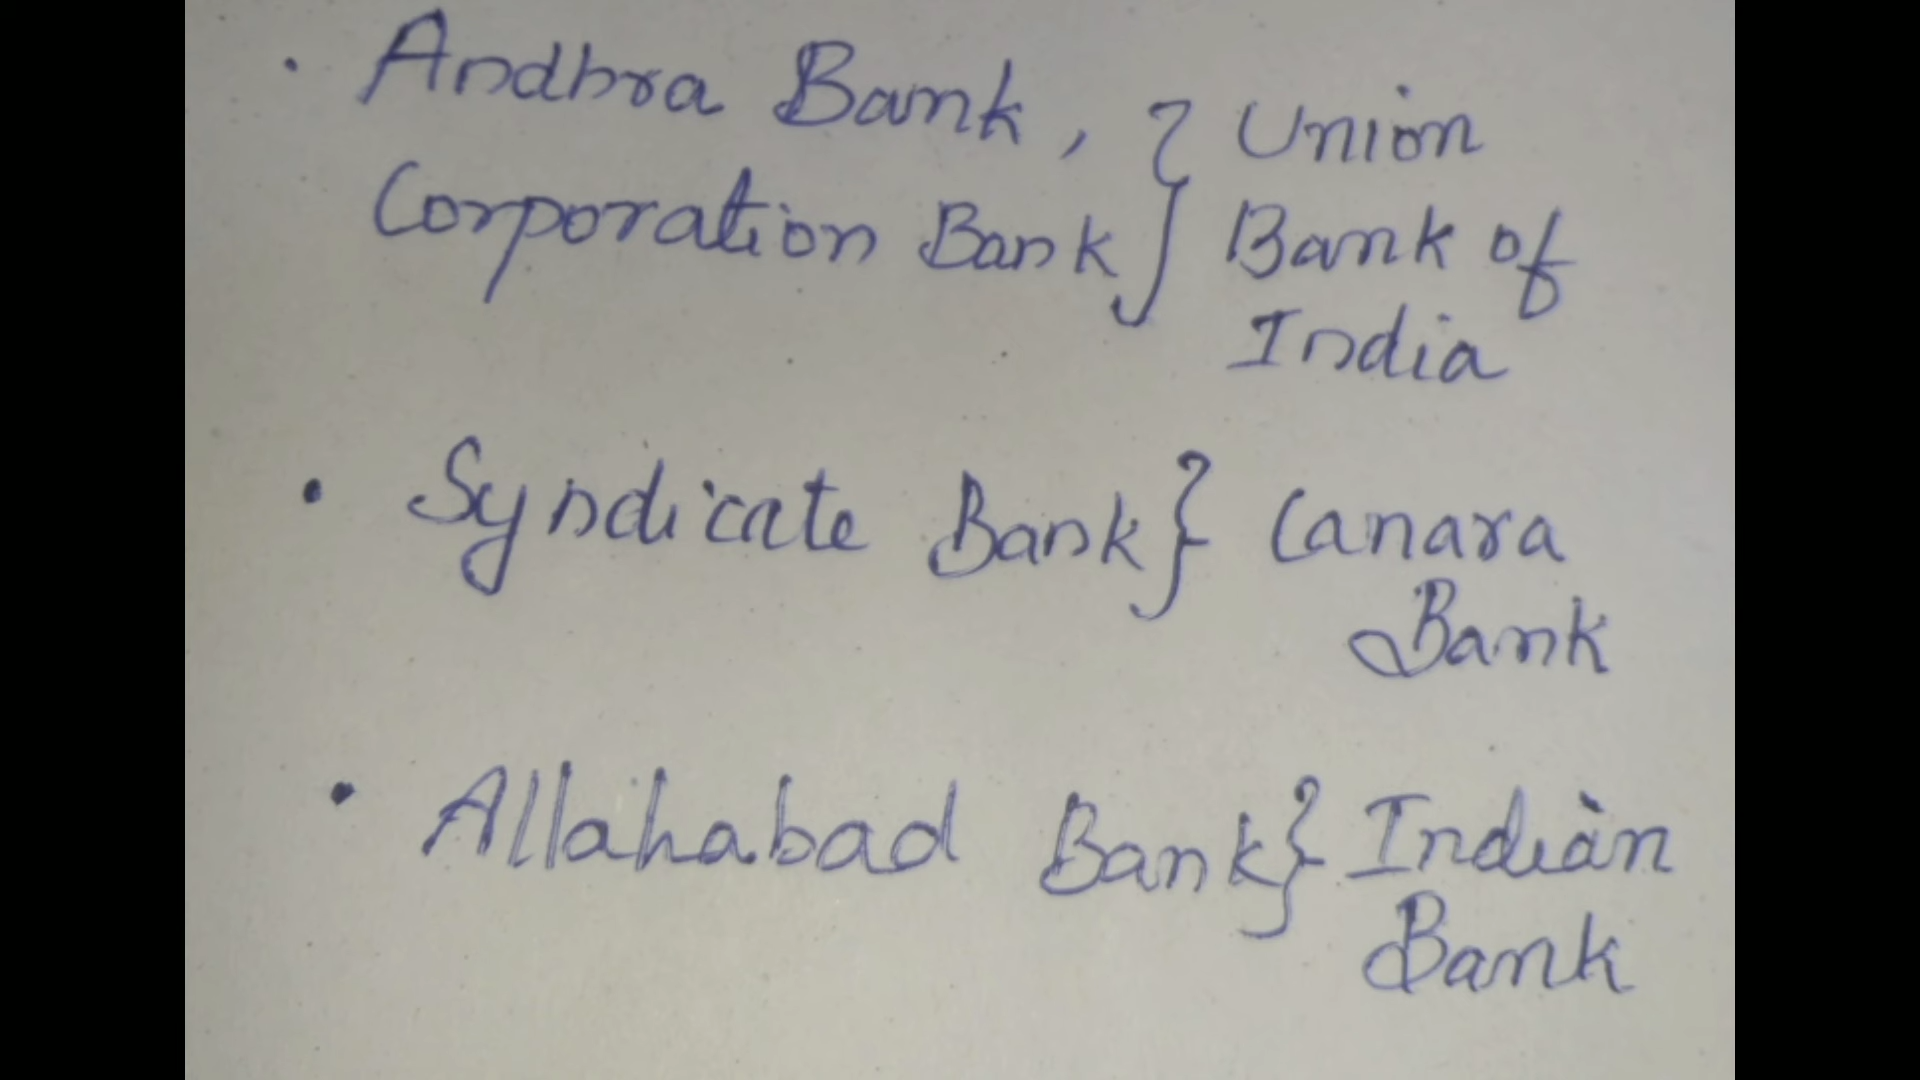 . Andhra Bank, } Union
Corporation Bank Bank of
India
. Syndicate Bank } Canara
Bank
. Allahabad Bank } Indian
Bank